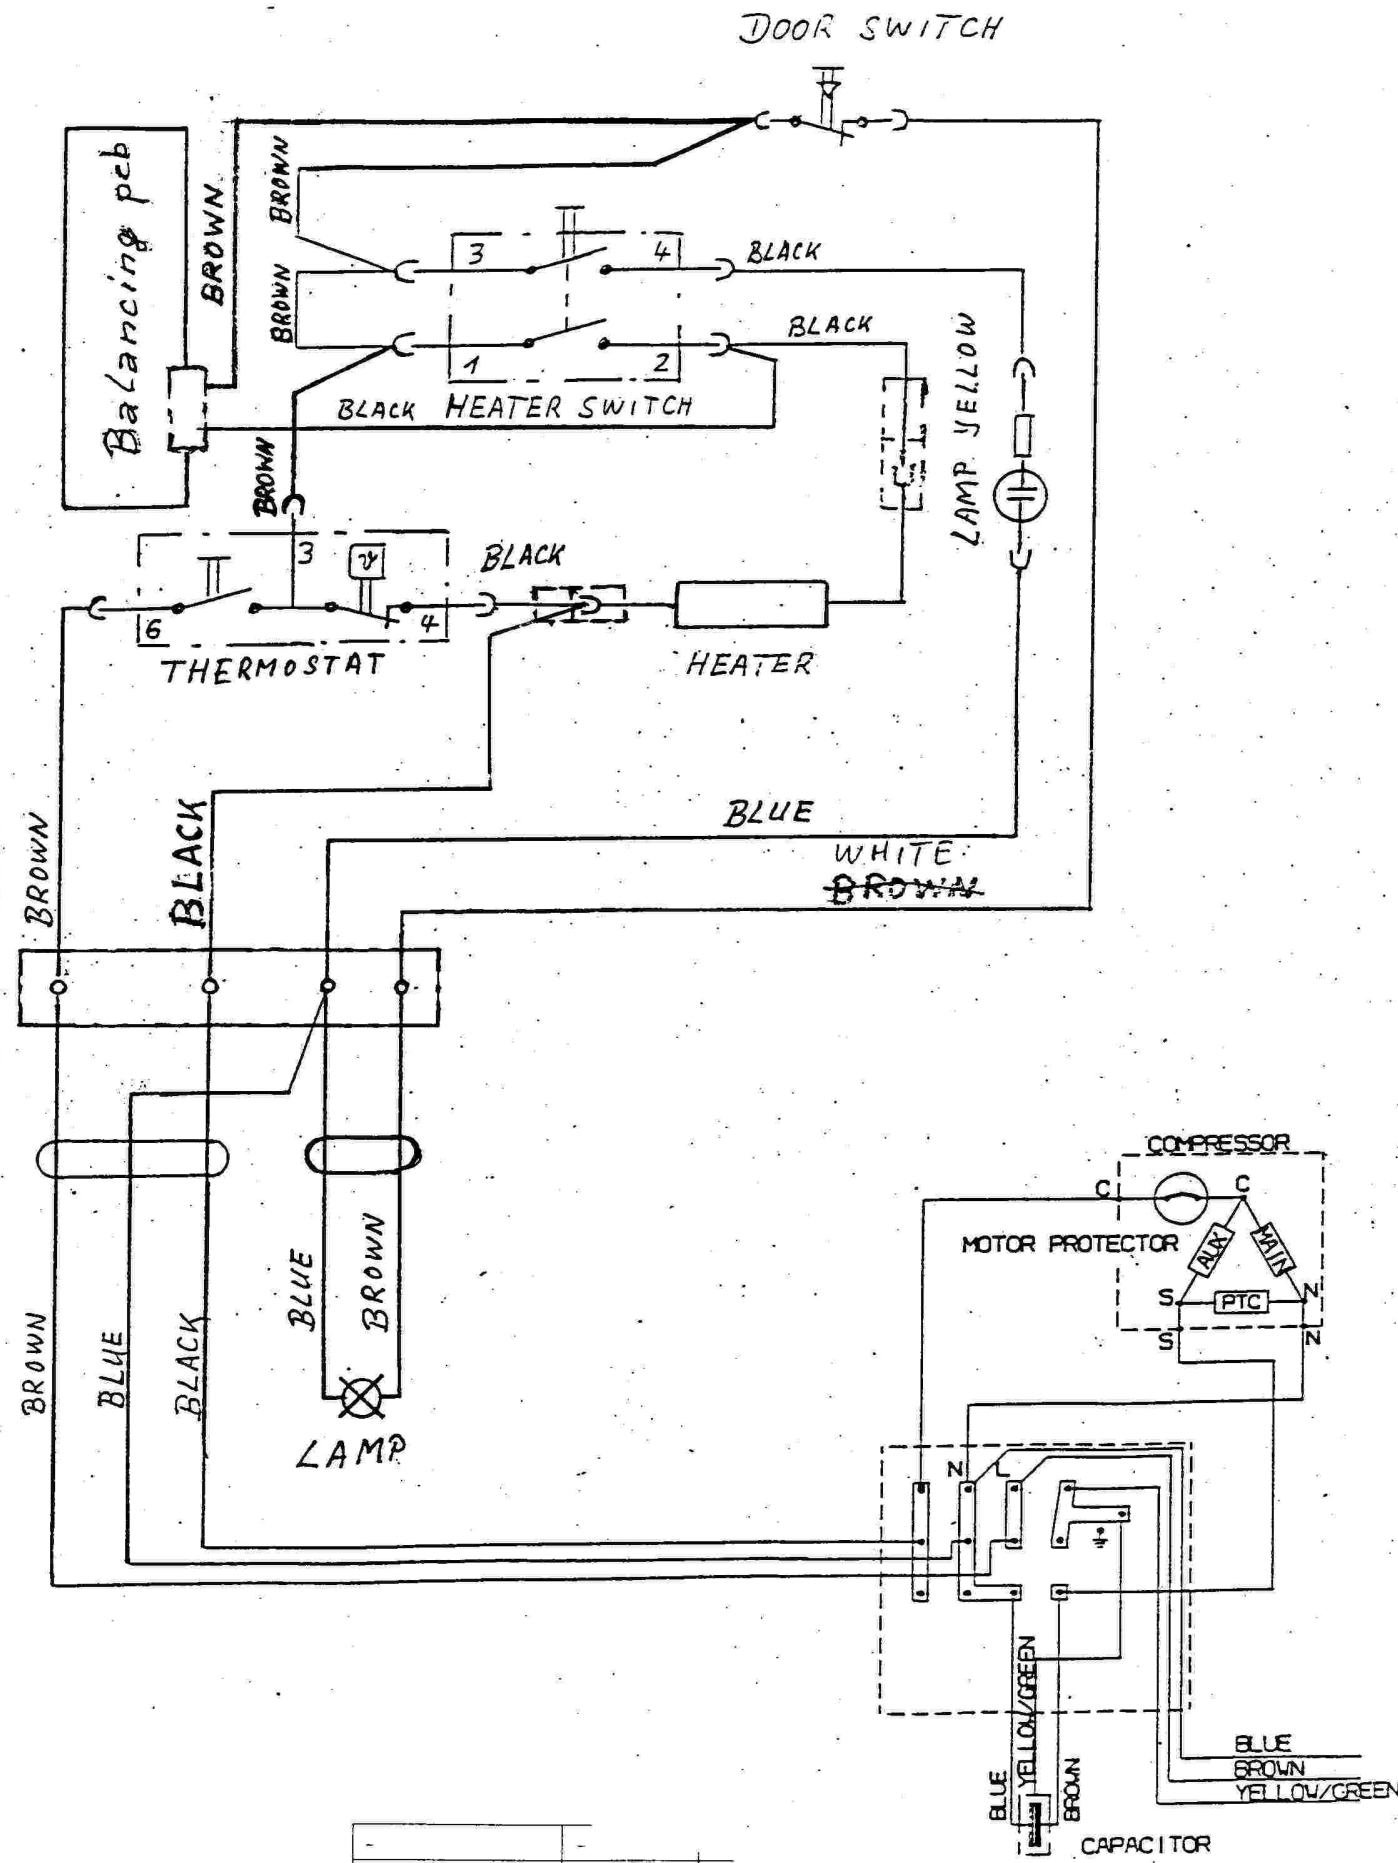 DOOR SWITCH
Balancing pcb
BROWN
BROWN
BROWN
3
4
BLACK
1
2
BLACK
BLACK
HEATER SWITCH
LAMP YELLOW
BROWN
3
BLACK
6
4
THERMOSTAT
HEATER
BROWN
BLACK
BLUE
WHITE
BROWN
BROWN
BLUE
BLACK
BLUE
BROWN
LAMP
COMPRESSOR
C
C
MOTOR PROTECTOR
AUX
MAIN
S
PTC
N
S
N
N
L
BLUE
YELLOW/GREEN
BROWN
BLUE
BROWN
YELLOW/GREEN
CAPACITOR